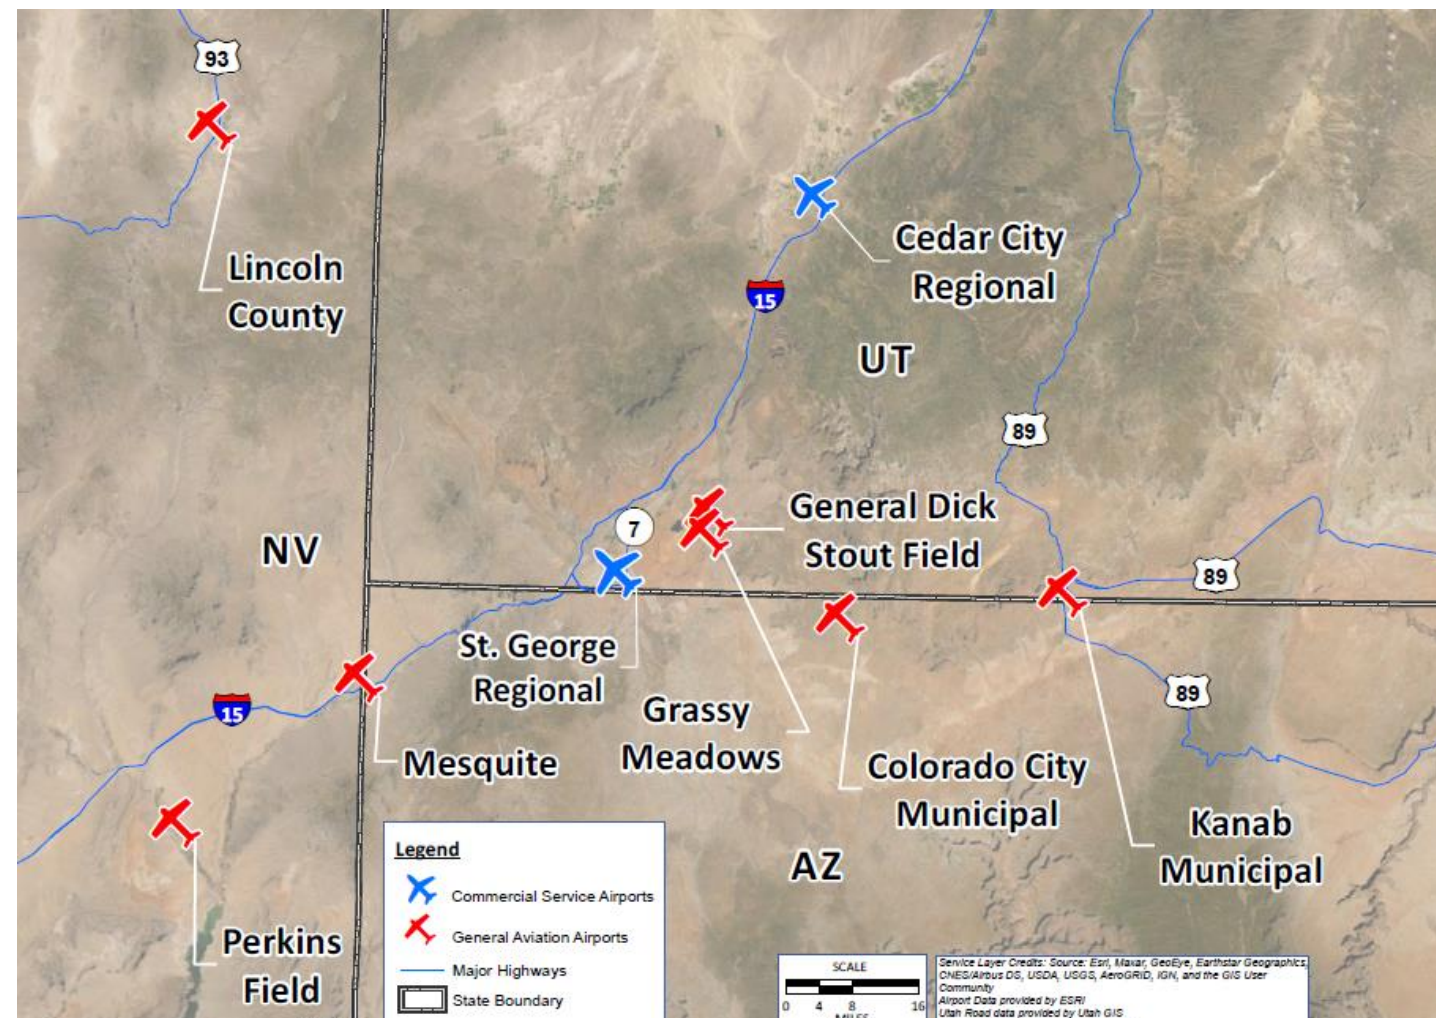 93
Lincoln
County
Cedar City
Regional
15
UT
89
General Dick
Stout Field
7
NV
89
St. George
Regional
89
15
Grassy
Meadows
Mesquite
Colorado City
Municipal
Kanab
Municipal
AZ
Perkins
Field
Legend
Commercial Service Airports
General Aviation Airports
Major Highways
State Boundary
SCALE
0 4 8 16
MILES
Service Layer Credits: Source: Esri, Maxar, GeoEye, Earthstar Geographics,
CNES/Airbus DS, USDA, USGS, AeroGRID, IGN, and the GIS User
Community
Airport Data provided by ESRI
Utah Road data provided by Utah GIS